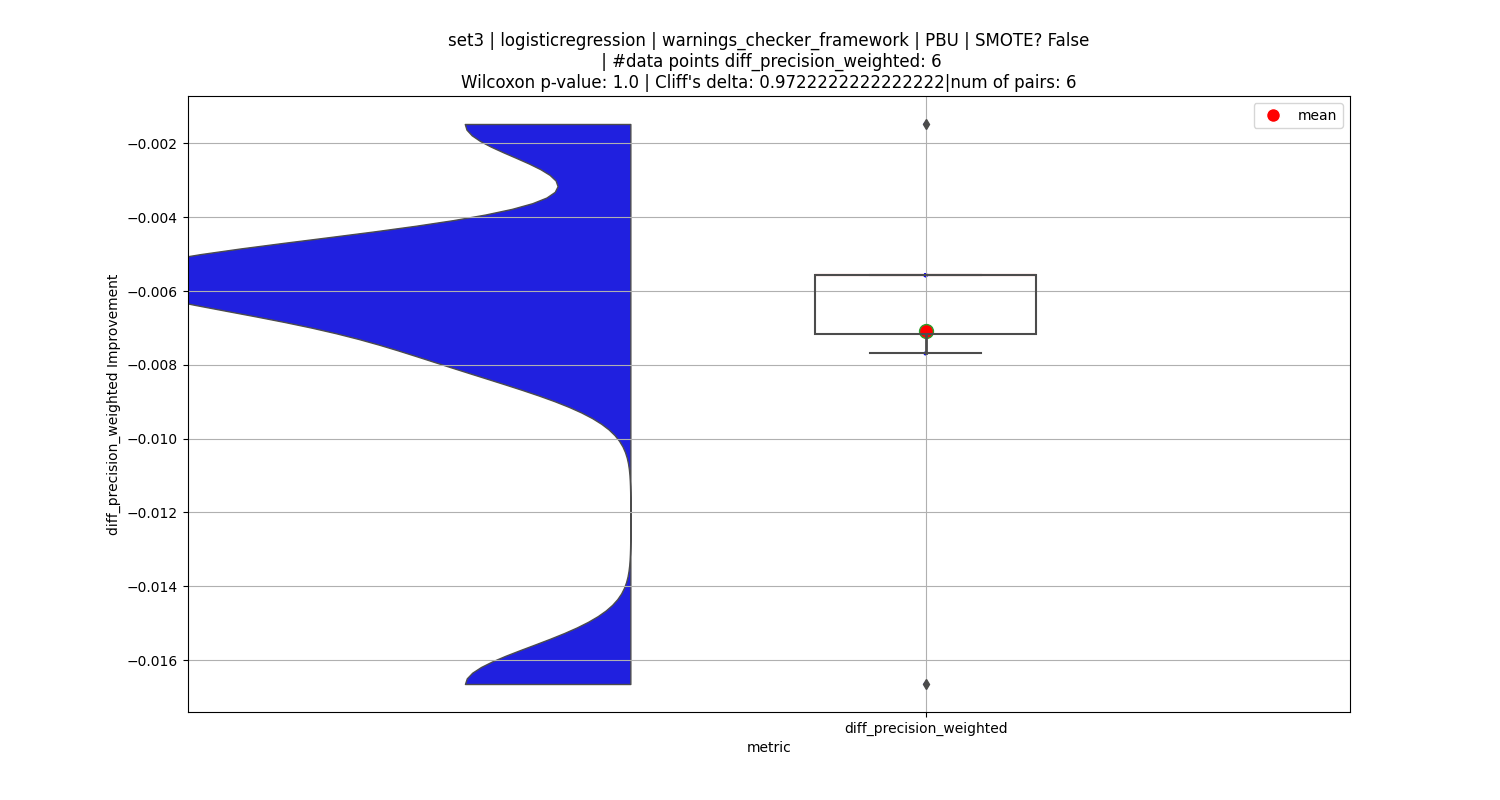 set3 | logisticregression | warnings_checker_framework | PBU | SMOTE? False
| #data points diff_precision_weighted: 6
Wilcoxon p-value: 1.0 | Cliff's delta: 0.9722222222222222|num of pairs: 6
mean
−0.002
−0.004
−0.006
−0.008
−0.010
−0.012
−0.014
−0.016
diff_precision_weighted Improvement
diff_precision_weighted
metric